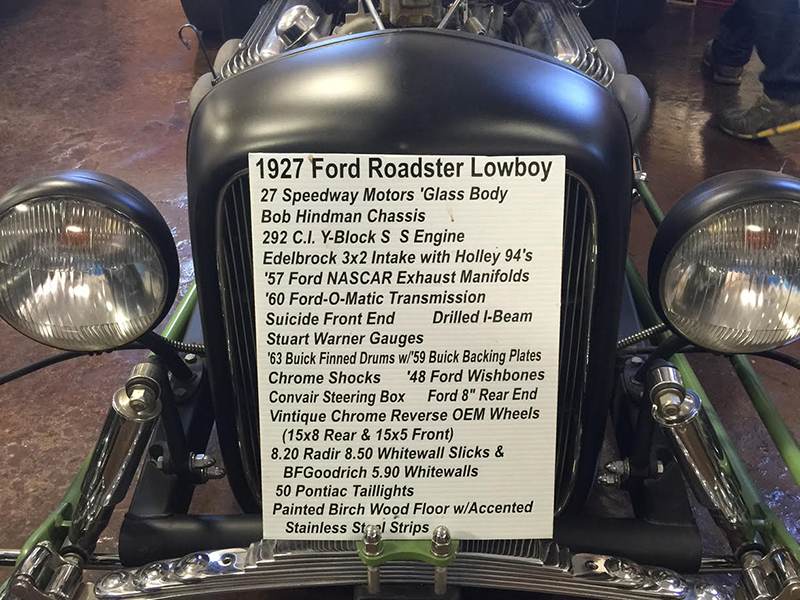 1927 Ford Roadster Lowboy
27 Speedway Motors 'Glass Body
Bob Hindman Chassis
292 C.I. Y-Block S S Engine
Edelbrock 3x2 Intake with Holley 94's
'57 Ford NASCAR Exhaust Manifolds
'60 Ford-O-Matic Transmission
Suicide Front End Drilled I-Beam
Stuart Warner Gauges
'63 Buick Finned Drums w/'59 Buick Backing Plates
Chrome Shocks '48 Ford Wishbones
Convair Steering Box Ford 8" Rear End
Vintique Chrome Reverse OEM Wheels
(15x8 Rear & 15x5 Front)
8.20 Radir 8.50 Whitewall Slicks &
BFGoodrich 5.90 Whitewalls
50 Pontiac Taillights
Painted Birch Wood Floor w/Accented
Stainless Steel Strips